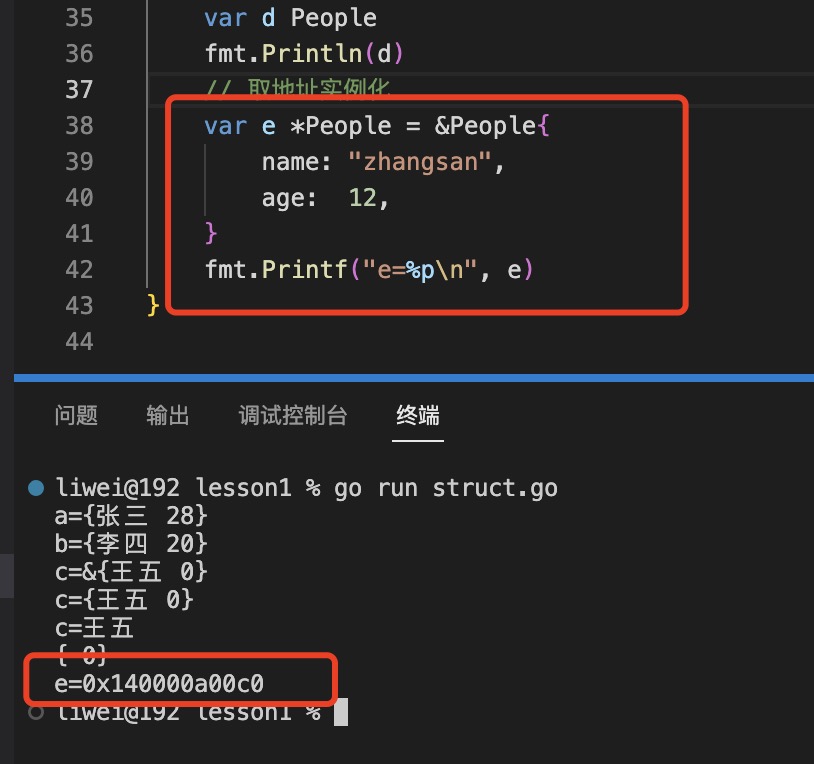 35 var d People
36 fmt.Println(d)
37 // 取地址实例化
38 var e *People = &People{
39 name: "zhangsan",
40 age: 12,
41 }
42 fmt.Printf("e=%p\n", e)
43 }
44
问题 输出 调试控制台 终端
liwei@192 lesson1 % go run struct.go
a={张三 28}
b={李四 20}
c=&{王五 0}
c={王五 0}
c=王五
{ 0}
e=0x140000a00c0
liwei@192 lesson1 %